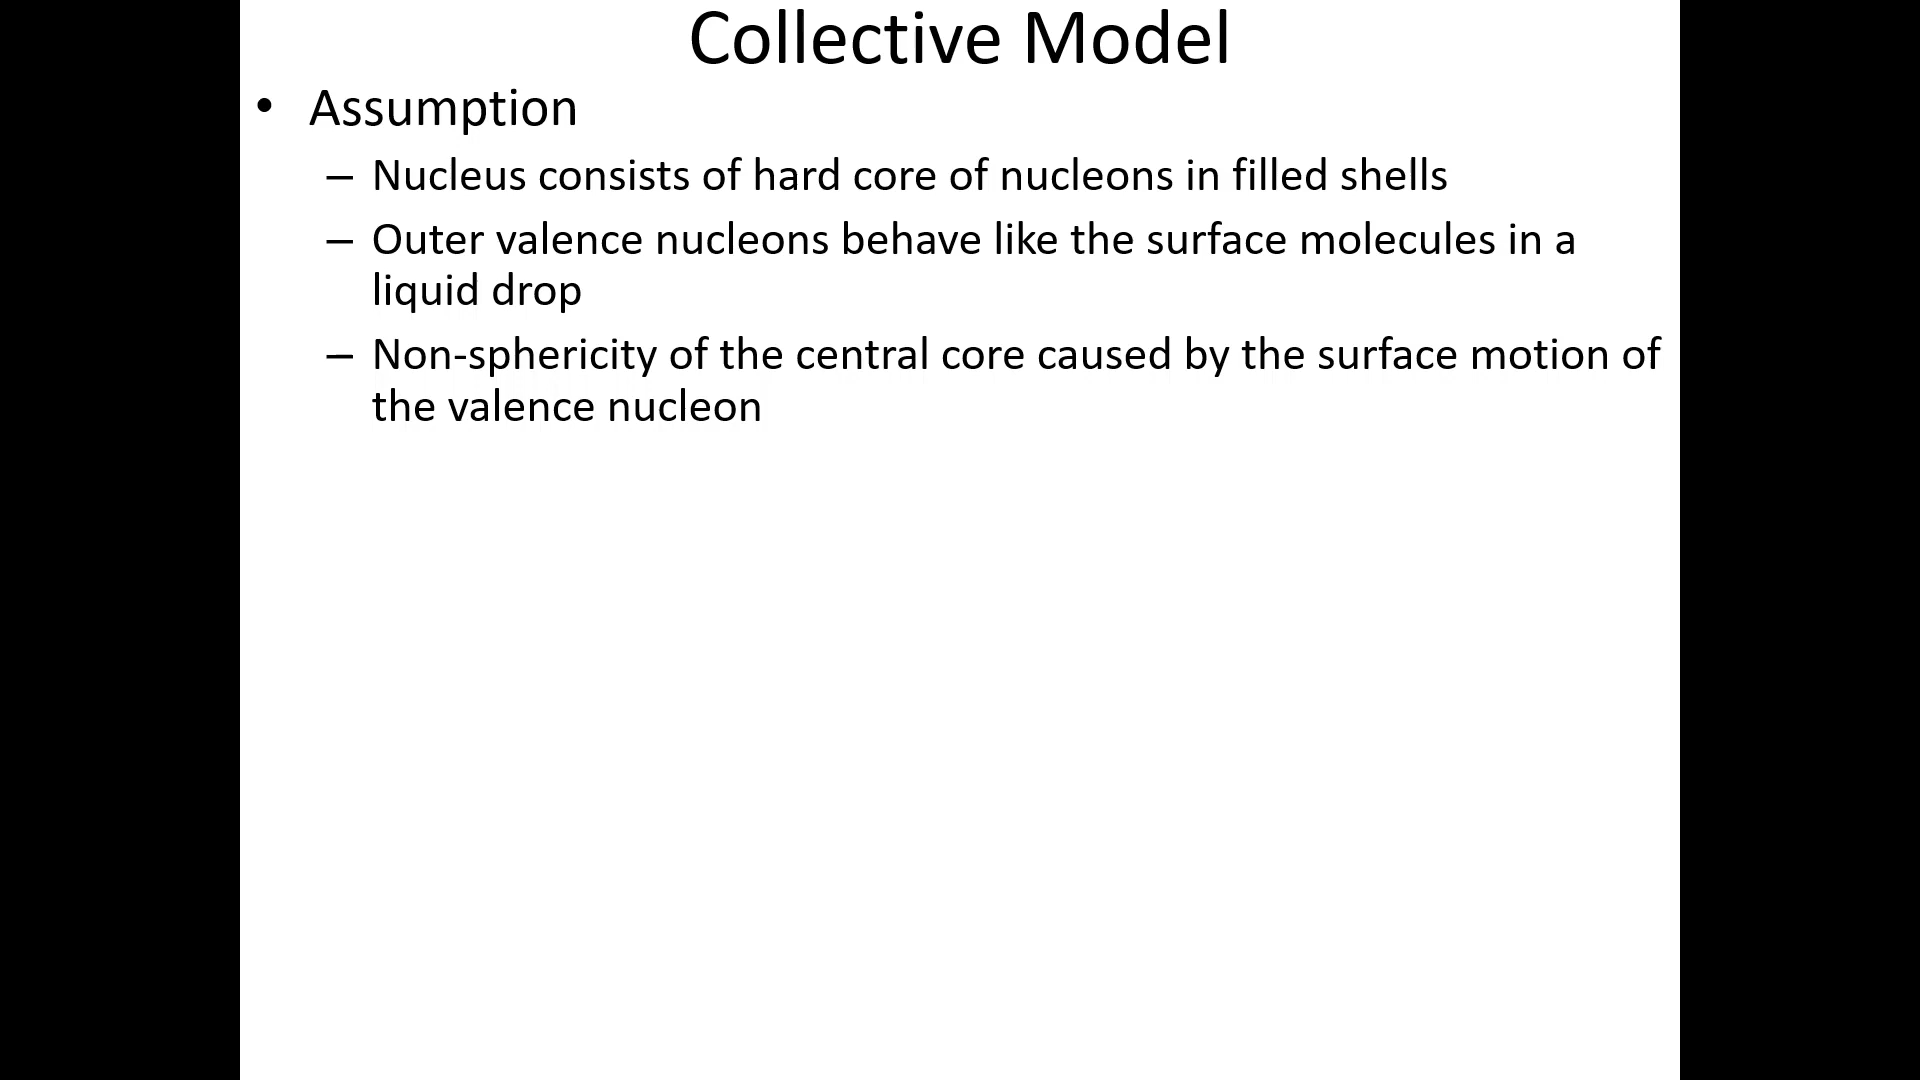 Collective Model
• Assumption
– Nucleus consists of hard core of nucleons in filled shells
– Outer valence nucleons behave like the surface molecules in a
liquid drop
– Non-sphericity of the central core caused by the surface motion of
the valence nucleon